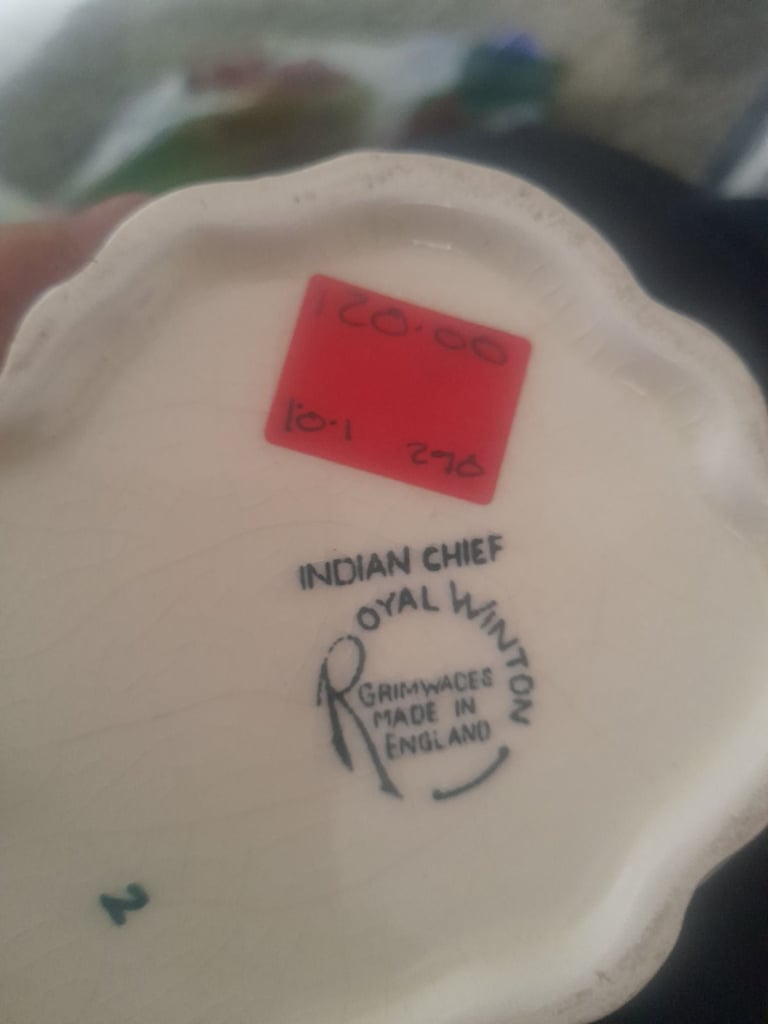 120.00
10.1 290
INDIAN CHIEF
ROYAL WINTON
GRIMWADES
MADE IN
ENGLAND
2